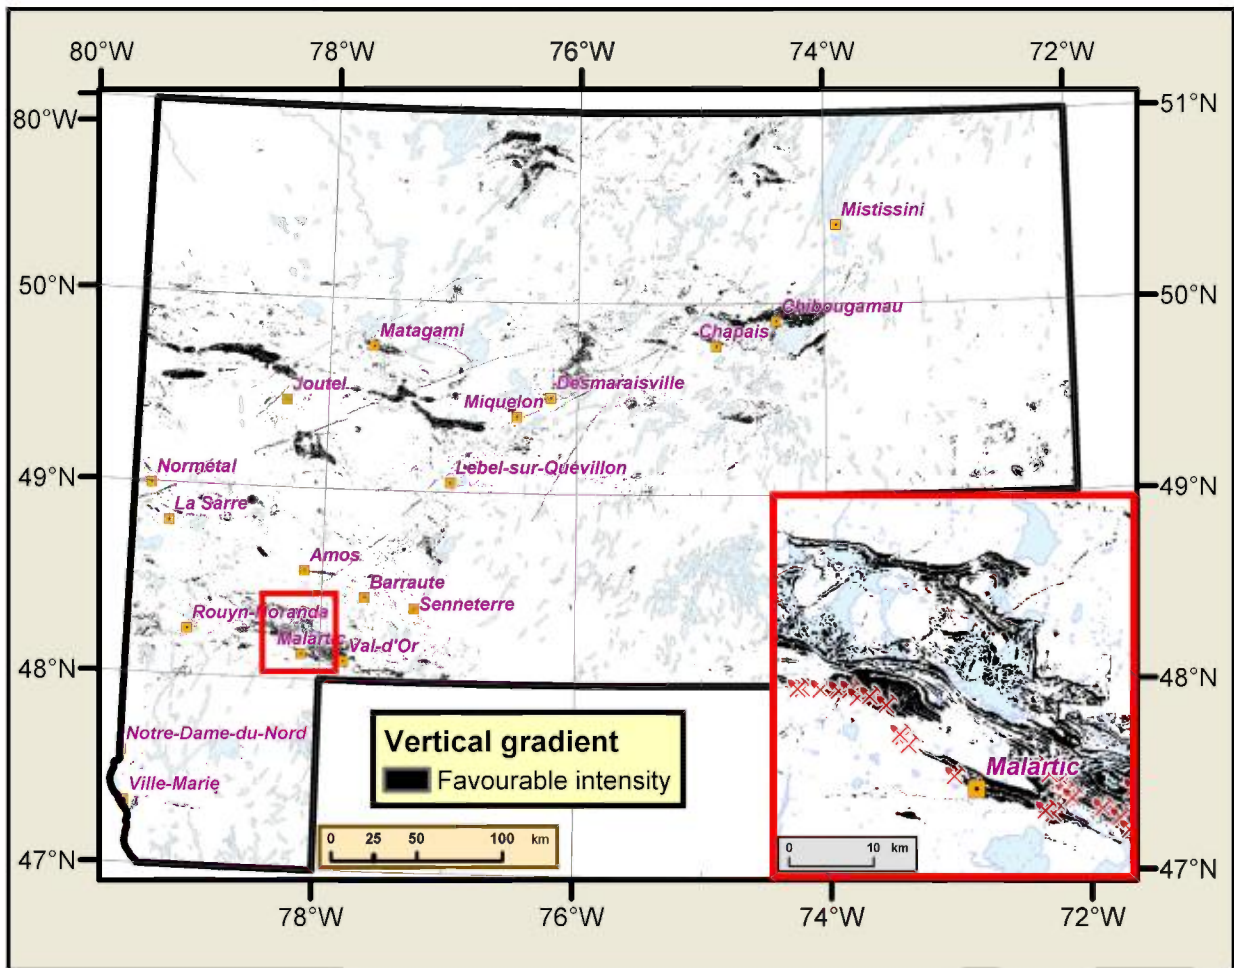 80°W 78°W 76°W 74°W 72°W
51°N
80°W
Mistissini
50°N 50°N
Chibougamau
Matagami
Chapais
Joutel
Desmaraisville
Miquelon
Normétal
Lebel-sur-Quévillon
49°N 49°N
La Sarre
Amos
Barraute
Senneterre
Rouyn-Noranda
Malartic
Val-d'Or
48°N 48°N
Notre-Dame-du-Nord
Vertical gradient
Favourable intensity
Malartic
Ville-Marie
0 25 50 100 km
0 10 km
47°N 47°N
78°W 76°W 74°W 72°W